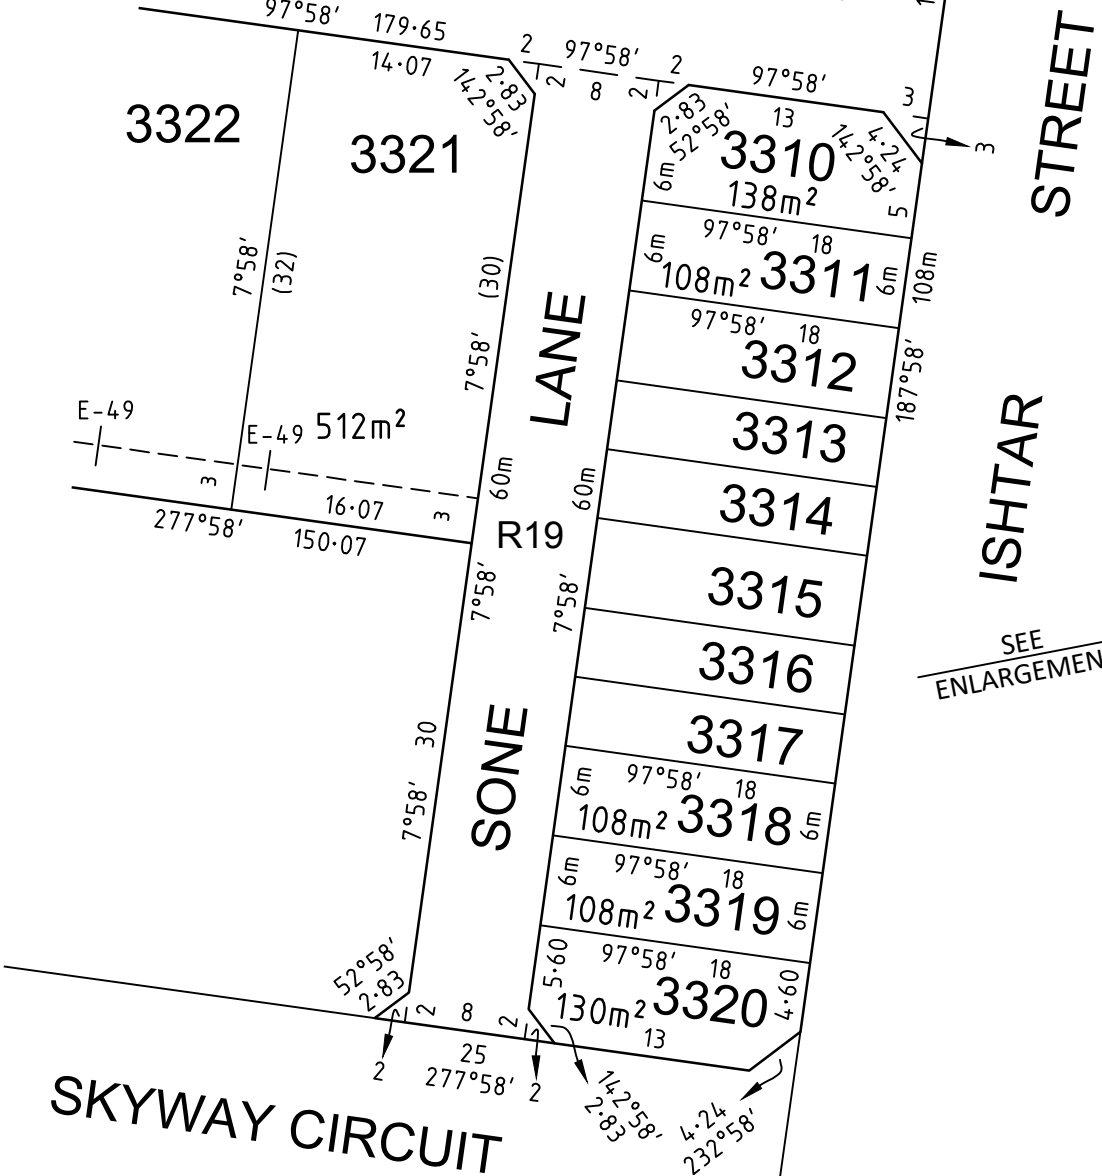 97°58′
179·65
14·07
2
97°58′
2
2
8
2
2·83
142°58′
97°58′
13
3
3
2·83
52°58′
4·24
142°58′
3322
3321
3310
138m²
6m
5
STREET
97°58′ 18
6m
108m² 3311
6m
108m
7°58′
(32)
(30)
7°58′
LANE
97°58′ 18
3312
187°58′
E-49
E-49
512m²
3313
ISHTAR
3
16·07
3
60m
60m
3314
277°58′
150·07
R19
7°58′
7°58′
3315
SEE
ENLARGEMEN
3316
30
7°58′
SONE
3317
97°58′ 18
6m
108m² 3318
6m
97°58′ 18
6m
108m² 3319
6m
97°58′ 18
5·60
130m² 3320
4·60
13
52°58′
2·83
2
8
2
2
25
277°58′
2
142°58′
2·83
4·24
232°58′
SKYWAY CIRCUIT